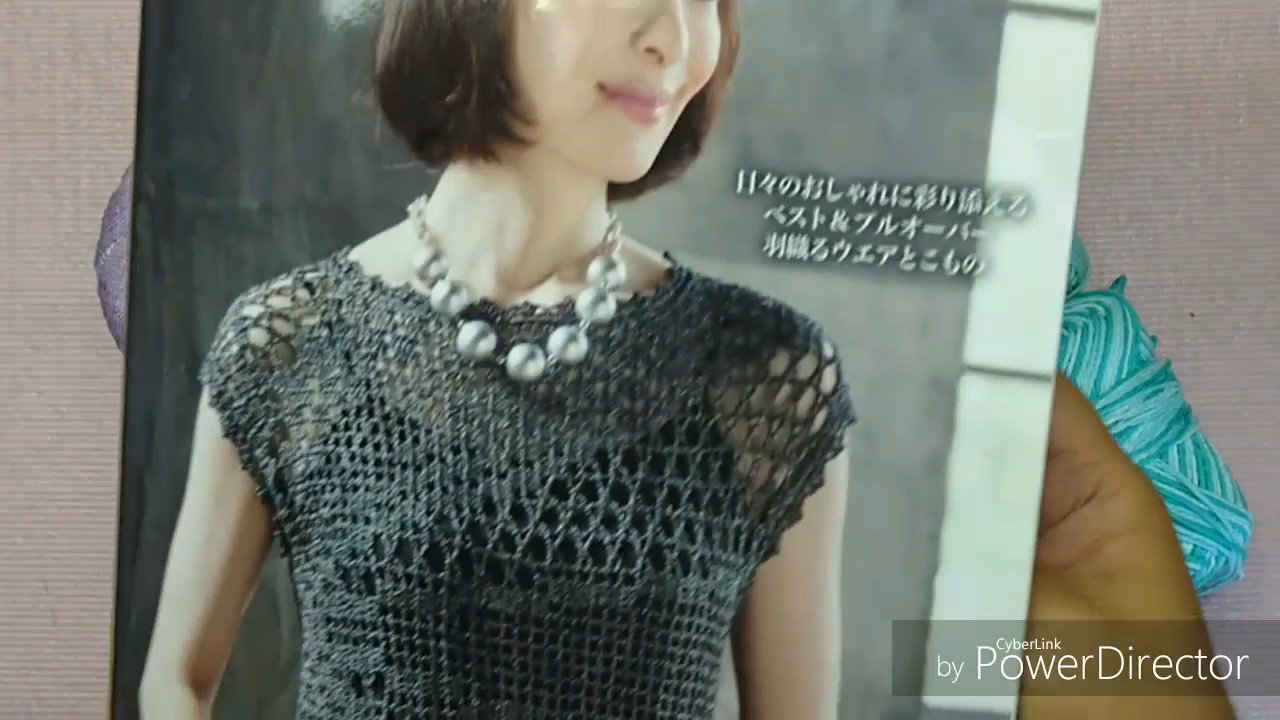 日々のおしゃれに彩り添える
ベスト＆プルオーバー
羽織るウエアとこもの
CyberLink
by PowerDirector